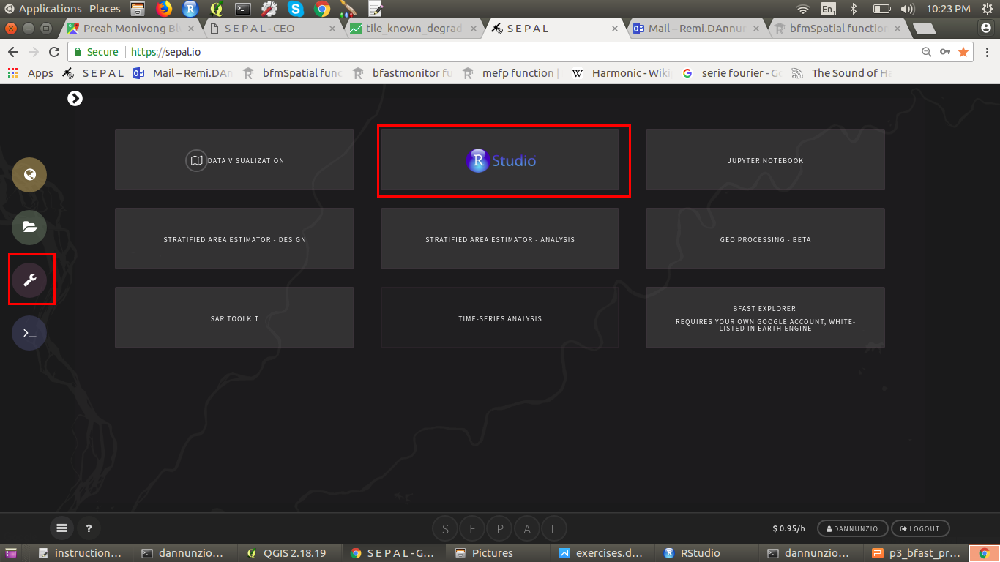 Applications Places
En1
10:23 PM
Preah Monivong Bl
S E P A L - CEO
tile_known_degrad
S E P A L
Mail – Remi.DAnnun
bfmSpatial function
Secure https://sepal.io
Apps
S E P A L
Mail – Remi.DAn
bfmSpatial func
bfastmonitor fu
mefp function |
W Harmonic - Wiki
serie fourier - Go
The Sound of Ha
DATA VISUALIZATION
R Studio
JUPYTER NOTEBOOK
STRATIFIED AREA ESTIMATOR - DESIGN
STRATIFIED AREA ESTIMATOR - ANALYSIS
GEO PROCESSING - BETA
SAR TOOLKIT
TIME-SERIES ANALYSIS
BFAST EXPLORER
REQUIRES YOUR OWN GOOGLE ACCOUNT, WHITE-
LISTED IN EARTH ENGINE
?
S E P A L
$ 0.95/h
DANNUNZIO
LOGOUT
instruction...
dannunzio...
QGIS 2.18.19
S E P A L - G...
Pictures
exercises.d...
RStudio
dannunzio...
p3_bfast_pr...